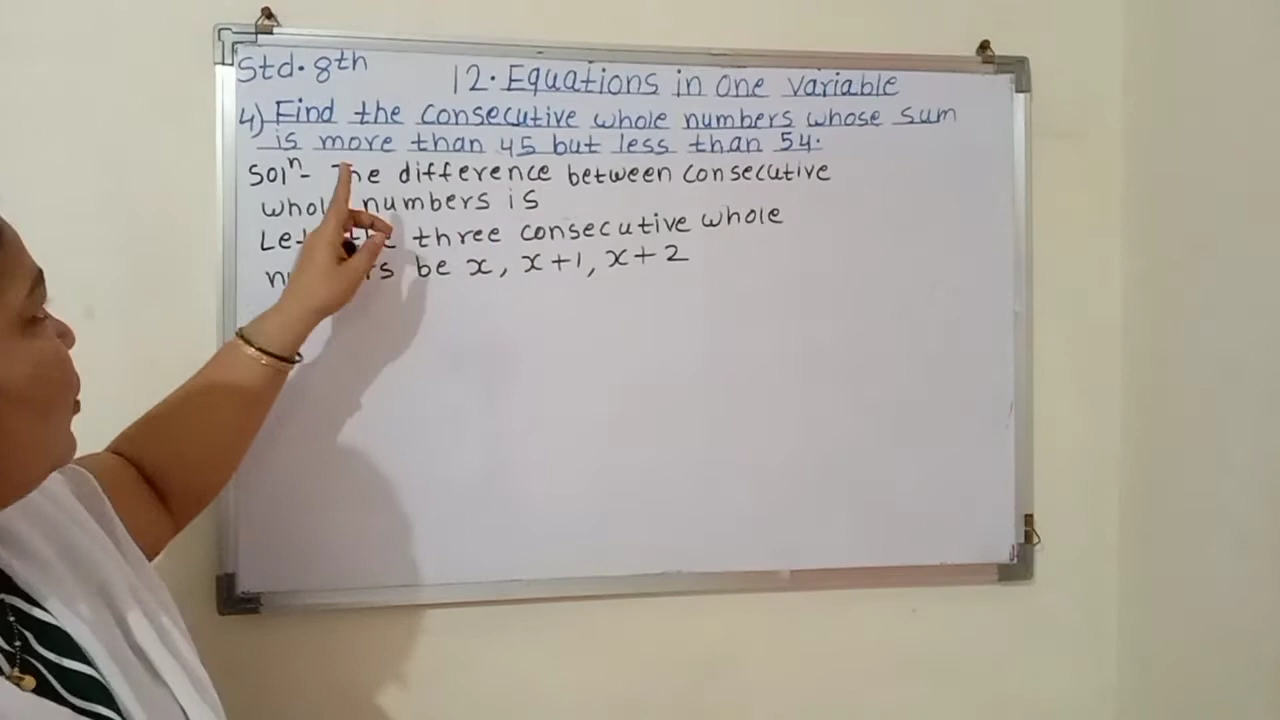 Std. 8th
12. Equations in one variable
4) Find the consecutive whole numbers whose sum
is more than 45 but less than 54.
Solⁿ- The difference between consecutive
numbers is
three consecutive whole
be x, x+1, x+2